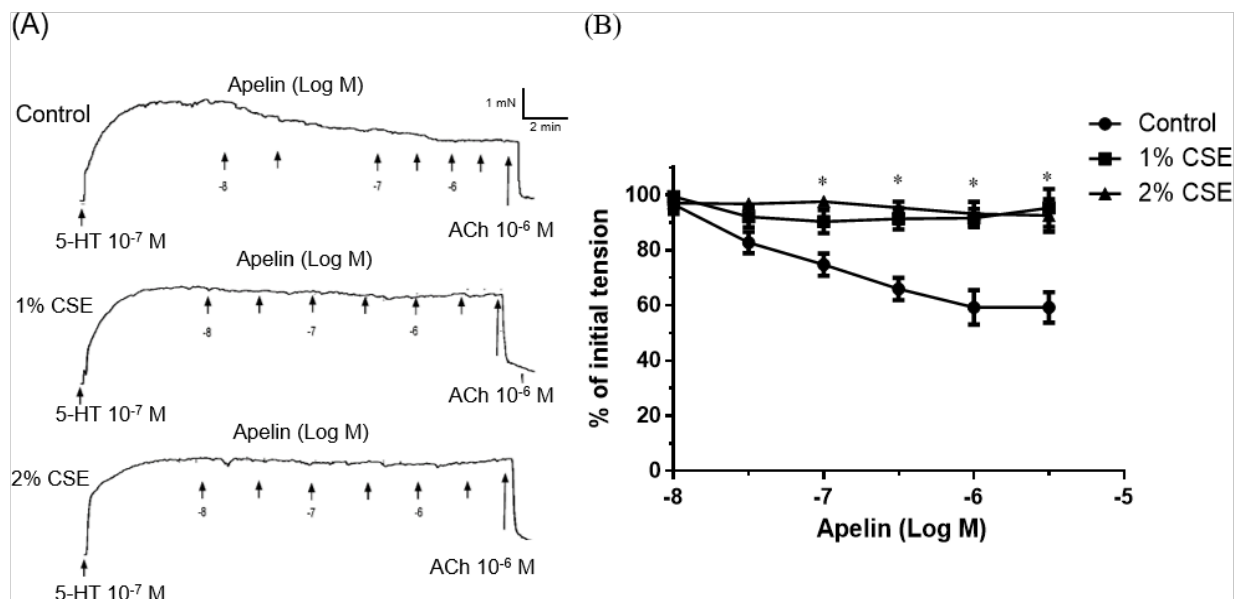 (A)
Apelin (Log M)
Control
1 mN
2 min
-8
-7
-6
5-HT 10-7 M
ACh 10-6 M
Apelin (Log M)
1% CSE
-8
-7
-6
5-HT 10-7 M
ACh 10-6 M
Apelin (Log M)
2% CSE
-8
-7
-6
5-HT 10-7 M
ACh 10-6 M
(B)
Control
1% CSE
2% CSE
* * * *
% of initial tension
100
80
60
40
20
0
-8 -7 -6 -5
Apelin (Log M)